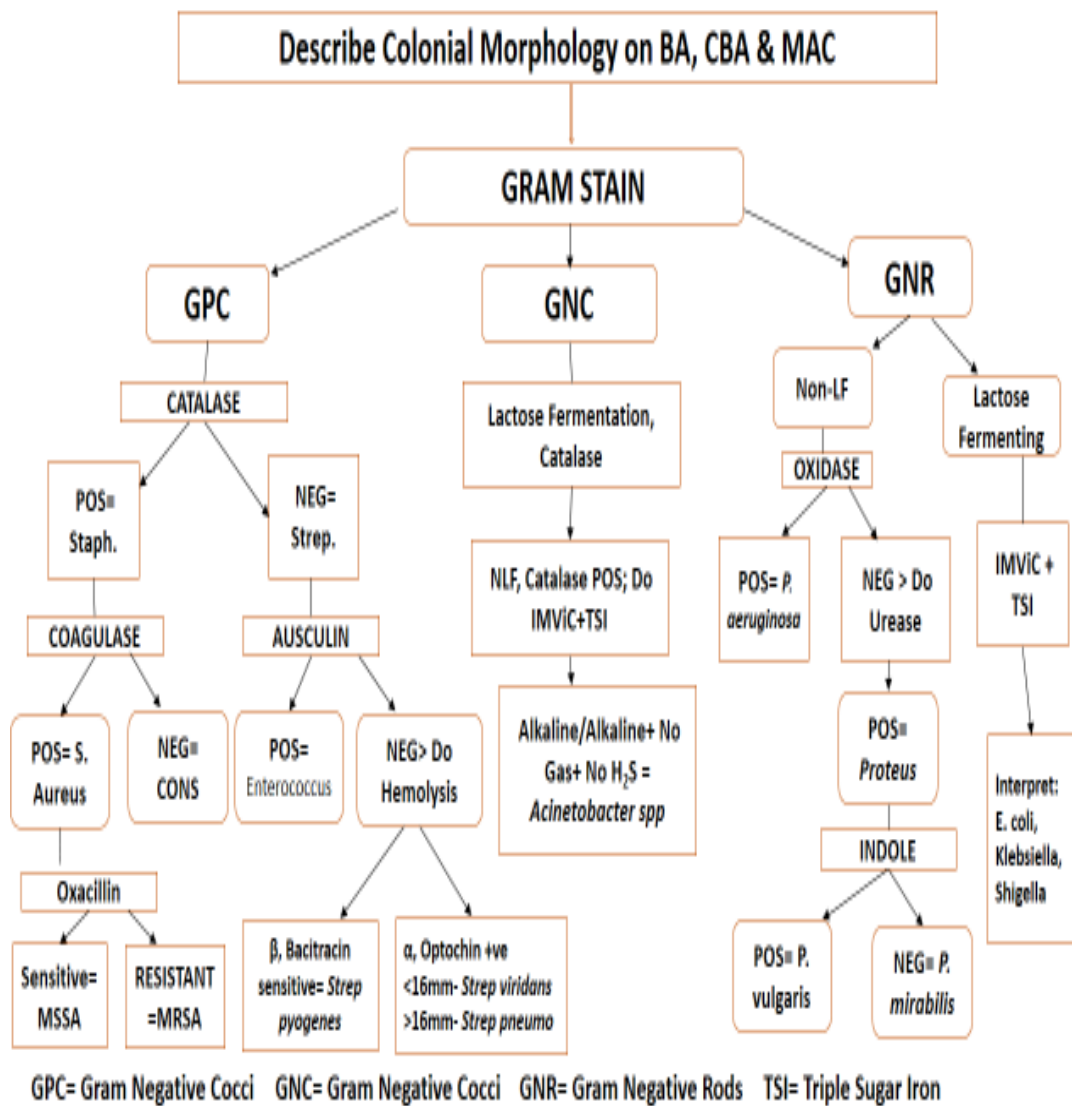 Describe Colonial Morphology on BA, CBA & MAC
GRAM STAIN
GPC
GNC
GNR
CATALASE
Lactose Fermentation,
Catalase
Non-LF
Lactose
Fermenting
OXIDASE
POS=
Staph.
NEG=
Strep.
NLF, Catalase POS; Do
IMViC+TSI
POS= P.
aeruginosa
NEG > Do
Urease
IMViC +
TSI
COAGULASE
AUSCULIN
POS= S.
Aureus
NEG=
CONS
POS=
Enterococcus
NEG> Do
Hemolysis
Alkaline/Alkaline+ No
Gas+ No H₂S =
Acinetobacter spp
POS=
Proteus
Interpret:
E. coli,
Klebsiella,
Shigella
INDOLE
Oxacillin
Sensitive=
MSSA
RESISTANT
=MRSA
β, Bacitracin
sensitive= Strep
pyogenes
α, Optochin +ve
<16mm- Strep viridans
>16mm- Strep pneumo
POS= P.
vulgaris
NEG= P.
mirabilis
GPC= Gram Negative Cocci GNC= Gram Negative Cocci GNR= Gram Negative Rods TSI= Triple Sugar Iron